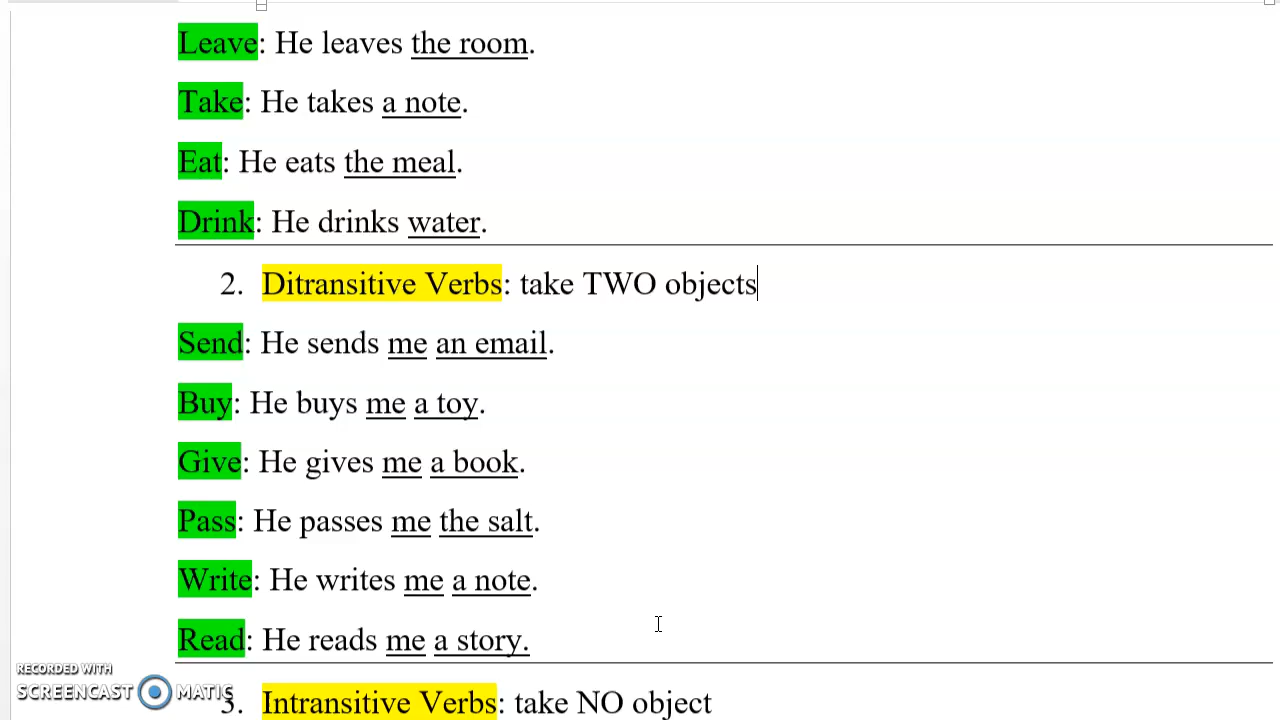 Leave: He leaves the room.
Take: He takes a note.
Eat: He eats the meal.
Drink: He drinks water.
2. Ditransitive Verbs: take TWO objects
Send: He sends me an email.
Buy: He buys me a toy.
Give: He gives me a book.
Pass: He passes me the salt.
Write: He writes me a note.
Read: He reads me a story.
RECORDED WITH
SCREENCAST MATIC
3. Intransitive Verbs: take NO object